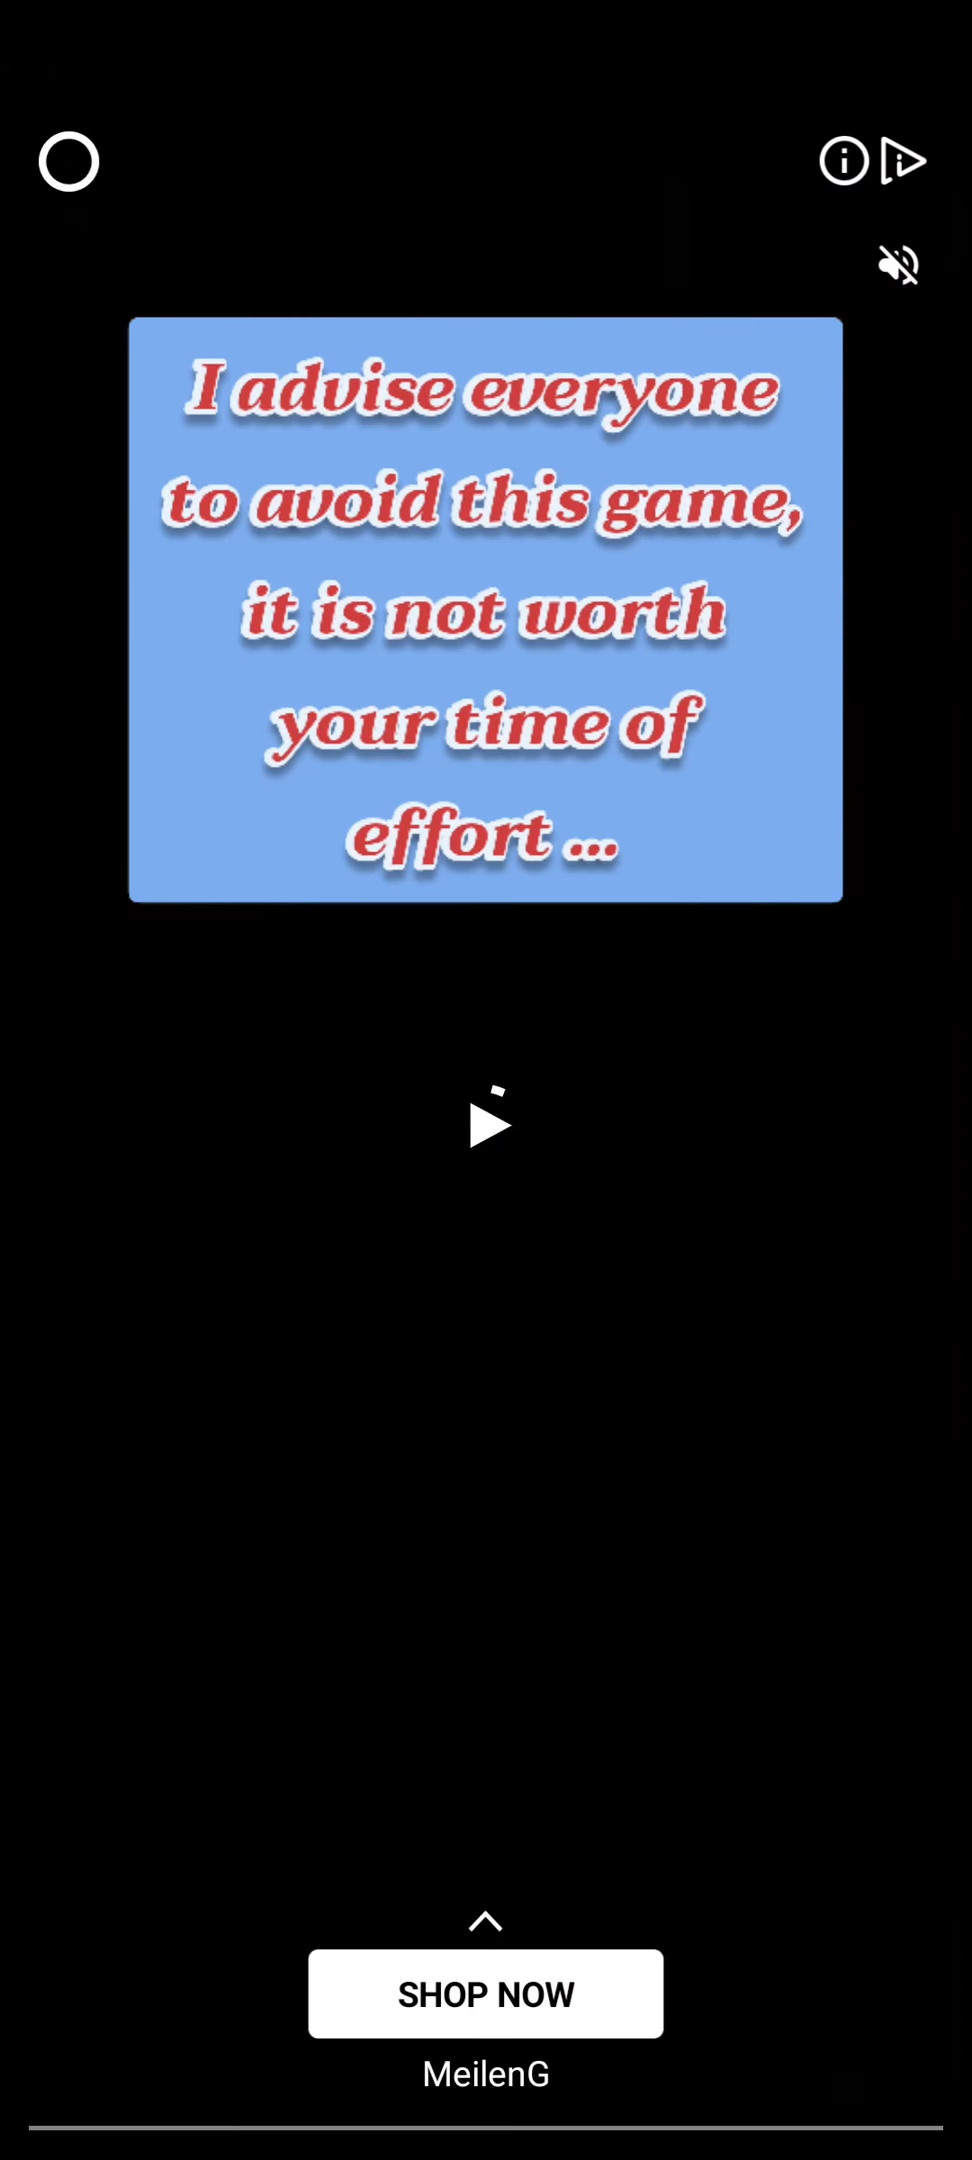 I advise everyone
to avoid this game,
it is not worth
your time of
effort ...
SHOP NOW
MeilenG